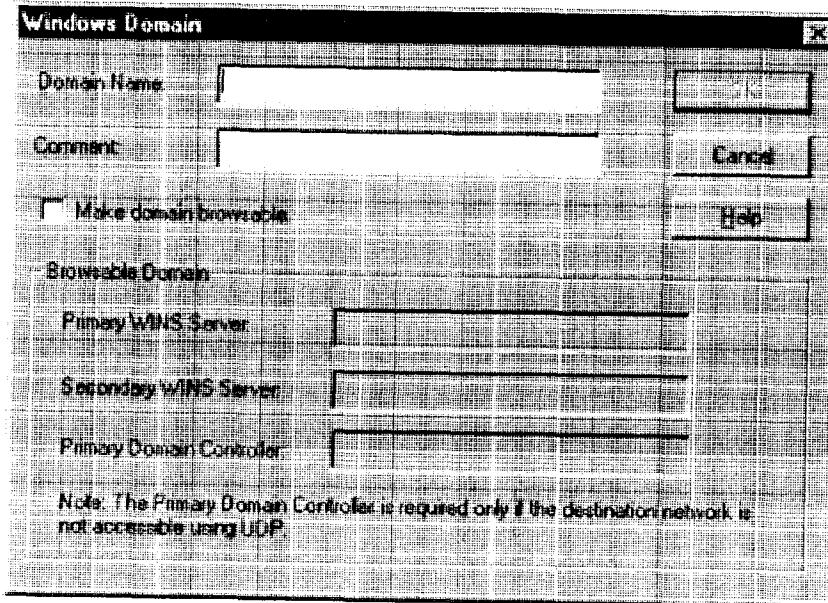 Windows Domain
Domain Name:
OK
Comment:
Cancel
Make domain browsable
Help
Browsable Domain
Primary WINS Server:
Secondary WINS Server:
Primary Domain Controller:
Note: The Primary Domain Controller is required only if the destination network is
not accessible using UDP.